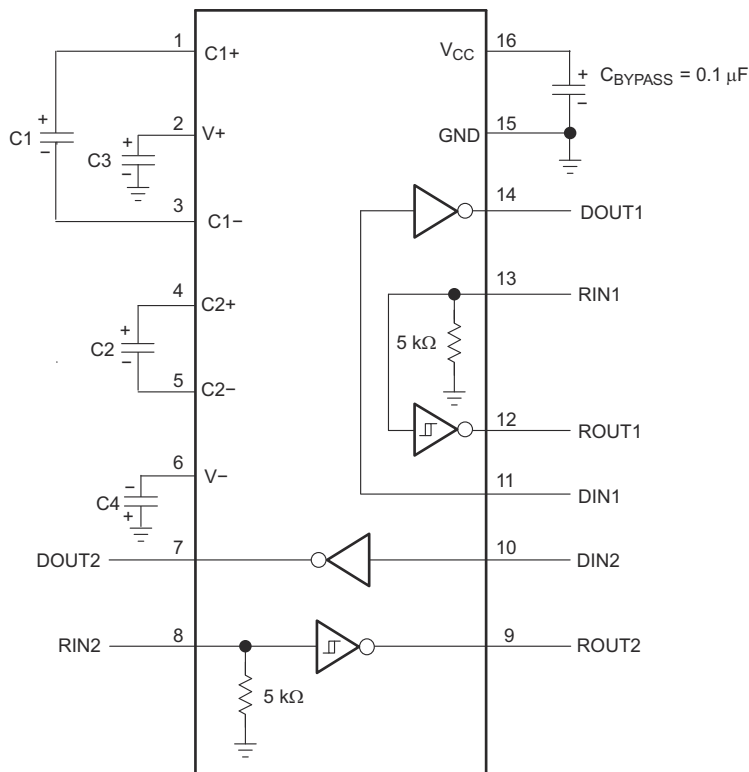 1
C1+
C1
+
−
2
V+
C3
+
−
3
C1−
4
C2+
C2
+
−
5
C2−
6
V−
C4
−
+
DOUT2
7
RIN2
8
5 kΩ
VCC
16
+
−
CBYPASS = 0.1 μF
GND
15
14
DOUT1
13
RIN1
5 kΩ
12
ROUT1
11
DIN1
10
DIN2
9
ROUT2